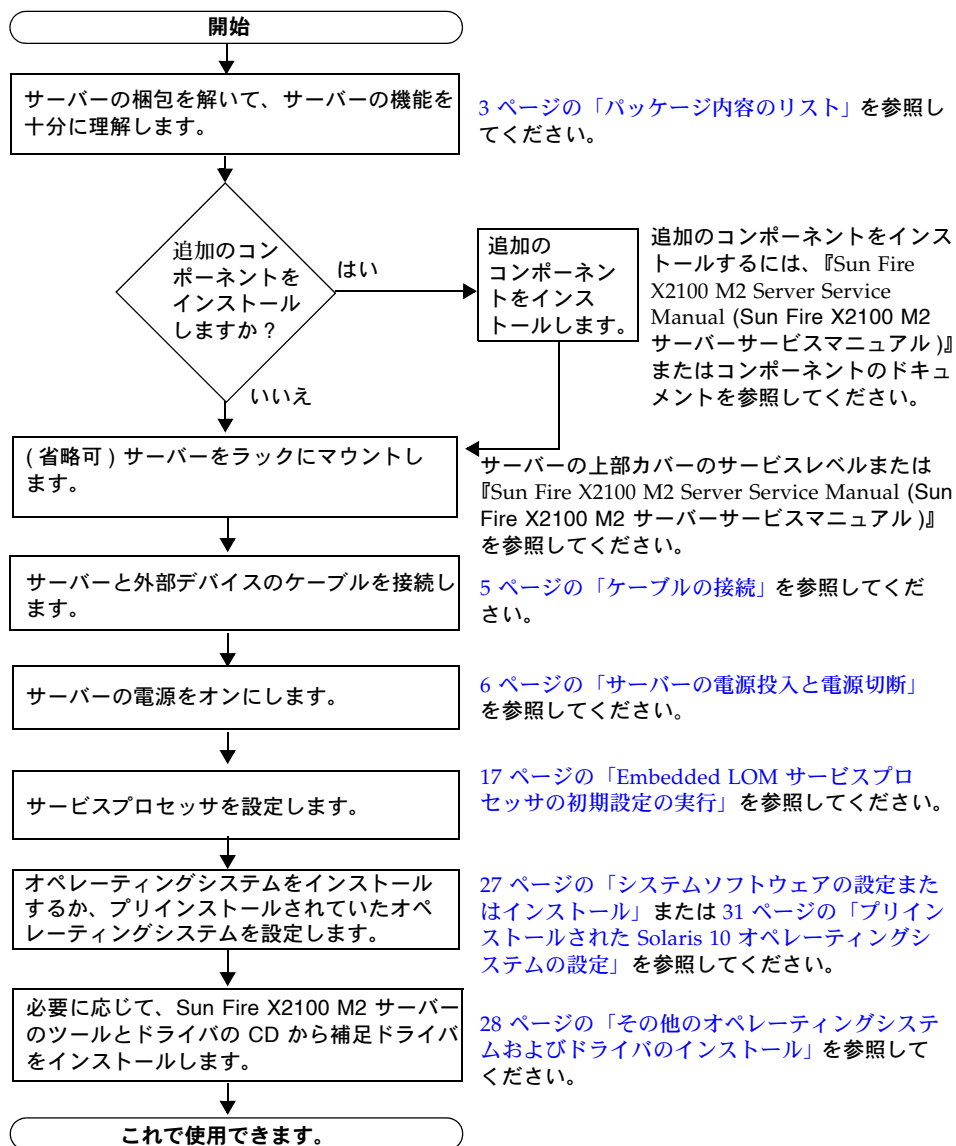 開始
サーバーの梱包を解いて、サーバーの機能を
十分に理解します。
3 ページの「パッケージ内容のリスト」を参照し
てください。
追加のコン
ポーネントを
インストール
しますか ?
はい
いいえ
追加の
コンポーネン
トをインス
トールします。
追加のコンポーネントをインス
トールするには、『Sun Fire
X2100 M2 Server Service
Manual (Sun Fire X2100 M2
サーバーサービスマニュアル )』
またはコンポーネントのドキュ
メントを参照してください。
( 省略可 ) サーバーをラックにマウントし
ます。
サーバーの上部カバーのサービスレベルまたは
『Sun Fire X2100 M2 Server Service Manual (Sun
Fire X2100 M2 サーバーサービスマニュアル )』
を参照してください。
サーバーと外部デバイスのケーブルを接続し
ます。
5 ページの「ケーブルの接続」を参照してくだ
さい。
サーバーの電源をオンにします。
6 ページの「サーバーの電源投入と電源切断」
を参照してください。
サービスプロセッサを設定します。
17 ページの「Embedded LOM サービスプロ
セッサの初期設定の実行」を参照してください。
オペレーティングシステムをインストール
するか、プリインストールされていたオペ
レーティングシステムを設定します。
27 ページの「システムソフトウェアの設定また
はインストール」または 31 ページの「プリイン
ストールされた Solaris 10 オペレーティングシ
ステムの設定」を参照してください。
必要に応じて、Sun Fire X2100 M2 サーバー
のツールとドライバの CD から補足ドライバ
をインストールします。
28 ページの「その他のオペレーティングシステ
ムおよびドライバのインストール」を参照して
ください。
これで使用できます。